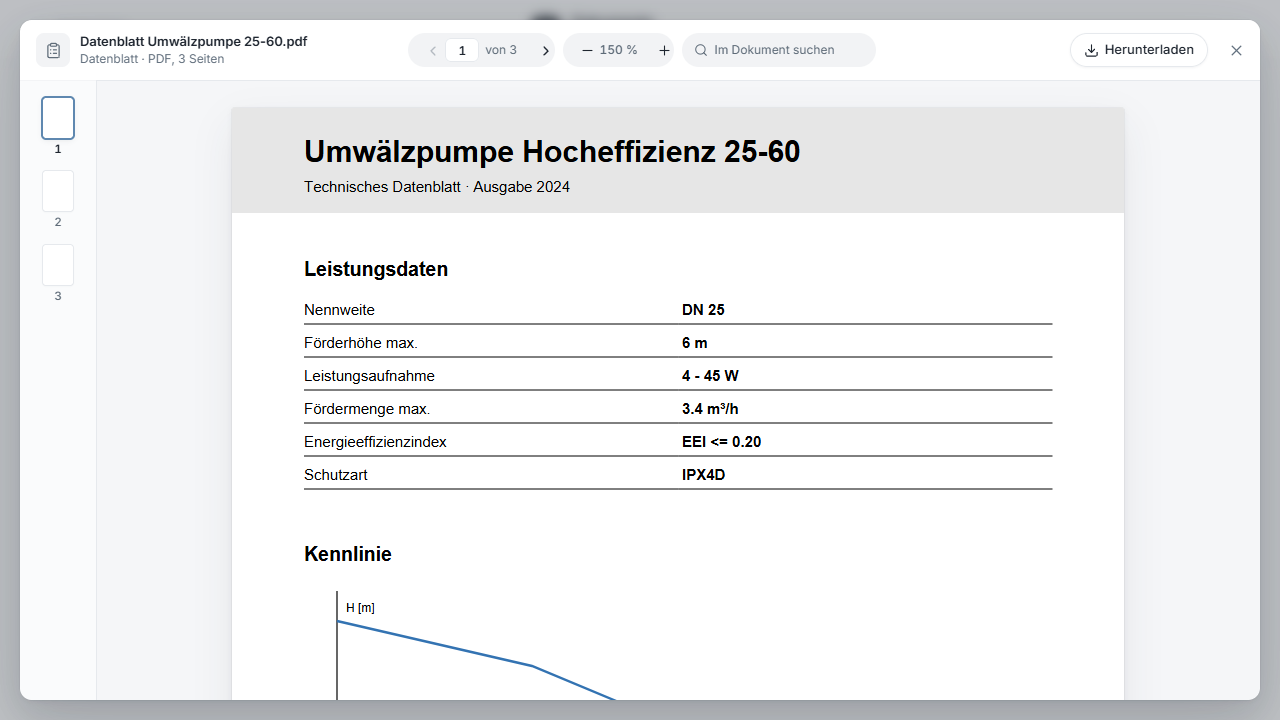 Datenblatt Umwälzpumpe 25-60.pdf
Datenblatt · PDF, 3 Seiten
1 von 3
150 %
Im Dokument suchen
Herunterladen
1
2
3
Umwälzpumpe Hocheffizienz 25-60
Technisches Datenblatt · Ausgabe 2024
Leistungsdaten
Nennweite DN 25
Förderhöhe max. 6 m
Leistungsaufnahme 4 - 45 W
Fördermenge max. 3.4 m³/h
Energieeffizienzindex EEI <= 0.20
Schutzart IPX4D
Kennlinie
H [m]